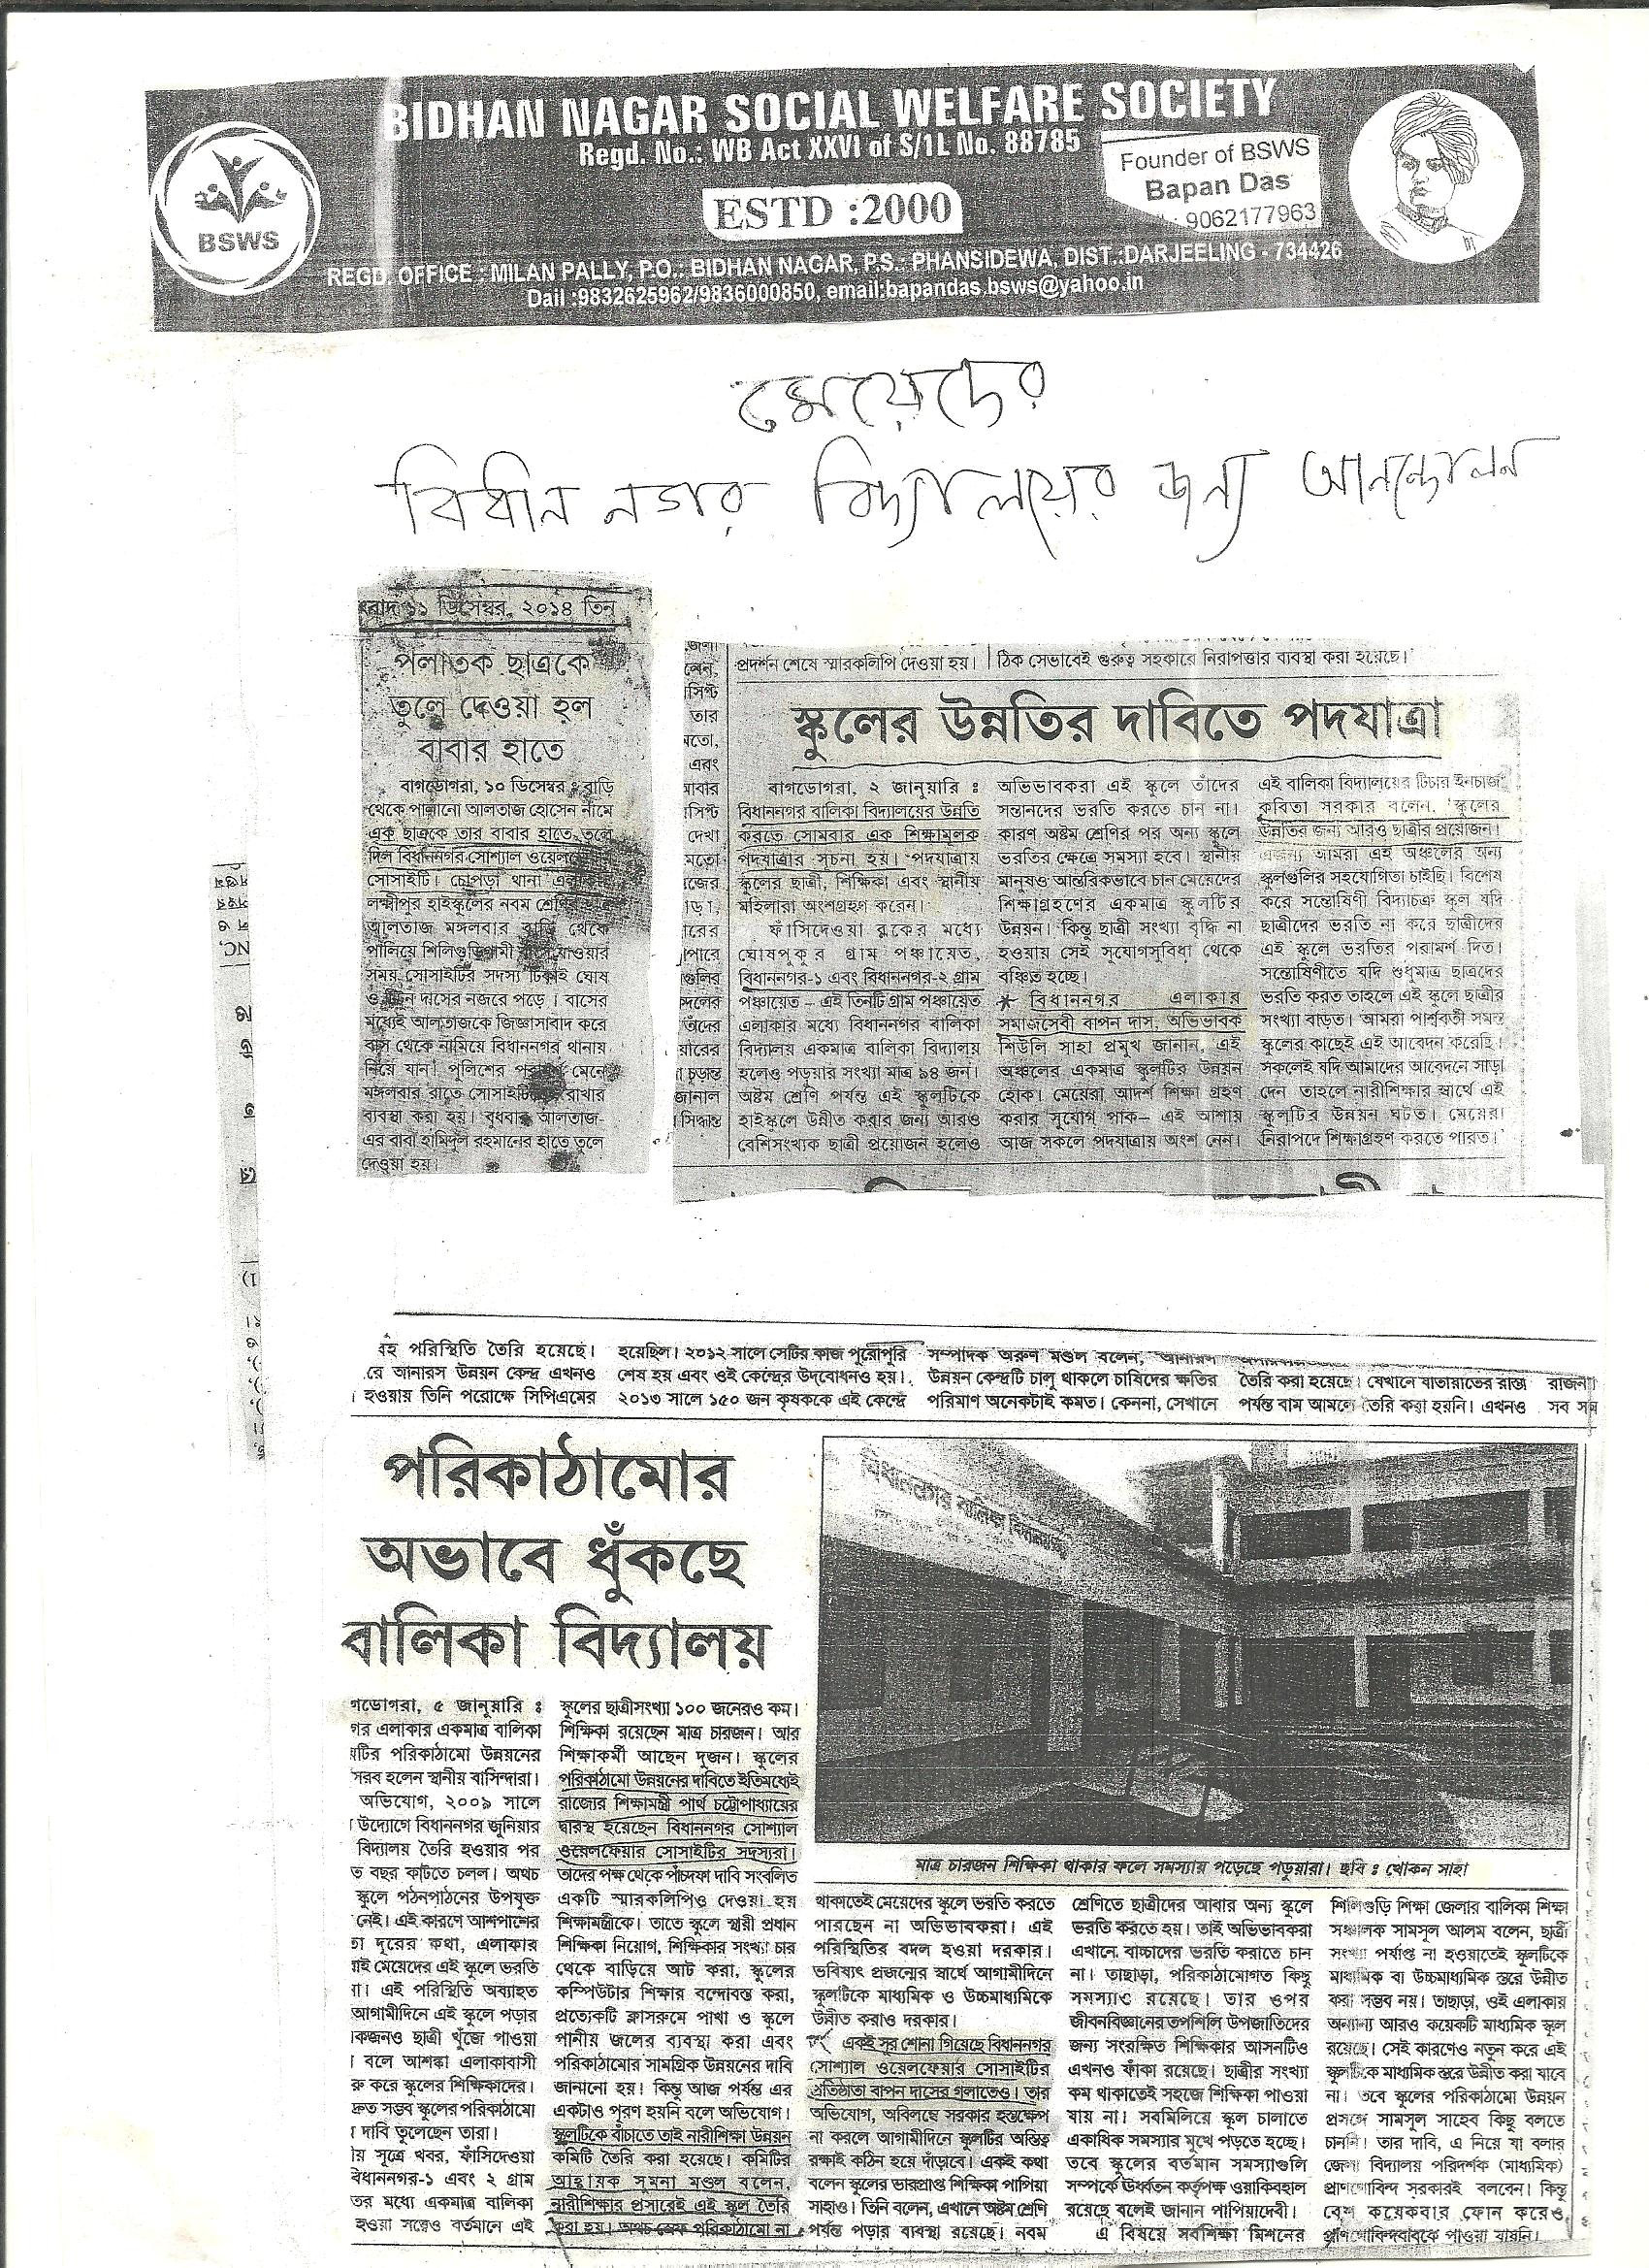 BIDHAN NAGAR SOCIAL WELFARE SOCIETY
Regd. No.: WB Act XXVI of S/1L No. 88785
Founder of BSWS
Bapan Das
: 9062177963
ESTD :2000
BSWS
REGD. OFFICE : MILAN PALLY, P.O.: BIDHAN NAGAR, P.S.: PHANSIDEWA, DIST.:DARJEELING - 734426
Dail :9832625962/9836000850, email:bapandas.bsws@yahoo.in
মেয়েদের
বিধান নগর বিদ্যালয়ের জন্য আনন্দোলন
১১ ডিসেম্বর, ২০১৪ তিন
পলাতক ছাত্রকে
তুলে দেওয়া হল
বাবার হাতে
বাগডোগরা, ১০ ডিসেম্বর : বাড়ি
থেকে পালানো আলতাজ হোসেন নামে
এক ছাত্রকে তার বাবার হাতে তুলে
দিল বিধাননগর সোশ্যাল
সোসাইটি। চোপড়া থানা
লক্ষ্মীপুর হাইস্কুলের নবম
আলতাজ মঙ্গলবার বাড়ি থেকে
পালিয়ে শিলিগুড়িগামী বাসে যাওয়ার
সময় সোসাইটির সদস্য টিকাই ঘোষ
দাসের নজরে পড়ে। বাসের
মধ্যেই আলতাজকে জিজ্ঞাসাবাদ করে
বাস থেকে নামিয়ে বিধাননগর থানায়
নিয়ে যান। পুলিশের মেনে
মঙ্গলবার রাতে রাখার
ব্যবস্থা করা হয়। বুধবার আলতাজ-
এর বাবা হামিদুল রহমানের হাতে তুলে
দেওয়া হয়।
প্রদর্শন শেষে স্মারকলিপি দেওয়া হয়।
ঠিক সেভাবেই গুরুত্ব সহকারে নিরাপত্তার ব্যবস্থা করা হয়েছে।
স্কুলের উন্নতির দাবিতে পদযাত্রা
বাগডোগরা, ২ জানুয়ারি :
বিধাননগর বালিকা বিদ্যালয়ের উন্নতি
করতে সোমবার এক শিক্ষামূলক
পদযাত্রার সূচনা হয়। পদযাত্রায়
স্কুলের ছাত্রী, শিক্ষিকা এবং স্থানীয়
মহিলারা অংশগ্রহণ করেন।
ফাঁসিদেওয়া ব্লকের মধ্যে
ঘোষপুকুর গ্রাম পঞ্চায়েত,
বিধাননগর-১ এবং বিধাননগর-২ গ্রাম
পঞ্চায়েত – এই তিনটি গ্রাম পঞ্চায়েত
এলাকার মধ্যে বিধাননগর বালিকা
বিদ্যালয় একমাত্র বালিকা বিদ্যালয়
হলেও পড়ুয়ার সংখ্যা মাত্র ৯৪ জন।
অষ্টম শ্রেণি পর্যন্ত এই স্কুলটিকে
হাইস্কুলে উন্নীত করার জন্য আরও
বেশিসংখ্যক ছাত্রী প্রয়োজন হলেও
অভিভাবকরা এই স্কুলে তাঁদের
সন্তানদের ভরতি করতে চান না।
কারণ অষ্টম শ্রেণির পর অন্য স্কুলে
ভরতির ক্ষেত্রে সমস্যা হবে। স্থানীয়
মানুষও আন্তরিকভাবে চান মেয়েদের
শিক্ষাগ্রহণের একমাত্র স্কুলটির
উন্নয়ন। কিন্তু ছাত্রী সংখ্যা বৃদ্ধি না
হওয়ায় সেই সুযোগসুবিধা থেকে
বঞ্চিত হচ্ছে।
বিধাননগর এলাকার
সমাজসেবী বাপন দাস, অভিভাবক
শিউলি সাহা প্রমুখ জানান, এই
অঞ্চলের একমাত্র স্কুলটির উন্নয়ন
হোক। মেয়েরা আদর্শ শিক্ষা গ্রহণ
করার সুযোগ পাক– এই আশায়
আজ সকলে পদযাত্রায় অংশ নেন।
এই বালিকা বিদ্যালয়ের টিচার ইনচার্জ
কবিতা সরকার বলেন, 'স্কুলের
উন্নতির জন্য আরও ছাত্রীর প্রয়োজন।
এজন্য আমরা এই অঞ্চলের অন্য
স্কুলগুলির সহযোগিতা চাইছি। বিশেষ
করে সন্তোষিণী বিদ্যাচক্র স্কুল যদি
ছাত্রীদের ভরতি না করে ছাত্রীদের
এই স্কুলে ভরতির পরামর্শ দিত।
সন্তোষিণীতে যদি শুধুমাত্র ছাত্রদের
ভরতি করত তাহলে এই স্কুলে ছাত্রীর
সংখ্যা বাড়ত। আমরা পার্শ্ববর্তী সমস্ত
স্কুলের কাছেই এই আবেদন করেছি।
সকলেই যদি আমাদের আবেদনে সাড়া
দেন তাহলে নারীশিক্ষার স্বার্থে এই
স্কুলটির উন্নয়ন ঘটত। মেয়েরা
নিরাপদে শিক্ষাগ্রহণ করতে পারত।'
পরিস্থিতি তৈরি হয়েছে।
রে আনারস উন্নয়ন কেন্দ্র এখনও
হওয়ায় তিনি পরোক্ষে সিপিএমের
হয়েছিল। ২০১২ সালে সেটির কাজ পুরোপুরি
শেষ হয় এবং ওই কেন্দ্রের উদ্বোধনও হয়।
২০১৩ সালে ১৫০ জন কৃষককে এই কেন্দ্রে
সম্পাদক অরুণ মণ্ডল বলেন, আনারস
উন্নয়ন কেন্দ্রটি চালু থাকলে চাষিদের ক্ষতির
পরিমাণ অনেকটাই কমত। কেননা, সেখানে
তৈরি করা হয়েছে। যেখানে যাতায়াতের রাস্তা
পর্যন্ত বাম আমলে তৈরি করা হয়নি। এখনও
পরিকাঠামোর
অভাবে ধুঁকছে
বালিকা বিদ্যালয়
বিধাননগর বালিকা বিদ্যালয়
মাত্র চারজন শিক্ষিকা থাকার ফলে সমস্যায় পড়েছে পড়ুয়ারা। ছবি : খোকন সাহা
গডোগরা, ৫ জানুয়ারি :
গর এলাকার একমাত্র বালিকা
য়টির পরিকাঠামো উন্নয়নের
সরব হলেন স্থানীয় বাসিন্দারা।
অভিযোগ, ২০০৯ সালে
উদ্যোগে বিধাননগর জুনিয়ার
বিদ্যালয় তৈরি হওয়ার পর
ত বছর কাটতে চলল। অথচ
স্কুলে পঠনপাঠনের উপযুক্ত
নেই। এই কারণে আশপাশের
তা দূরের কথা, এলাকার
রাই মেয়েদের এই স্কুলে ভরতি
না। এই পরিস্থিতি অব্যাহত
আগামীদিনে এই স্কুলে পড়ার
একজনও ছাত্রী খুঁজে পাওয়া
বলে আশঙ্কা এলাকাবাসী
রু করে স্কুলের শিক্ষিকাদের।
দ্রুত সম্ভব স্কুলের পরিকাঠামো
দাবি তুলেছেন তারা।
ীয় সূত্রে খবর, ফাঁসিদেওয়া
বিধাননগর-১ এবং ২ গ্রাম
তর মধ্যে একমাত্র বালিকা
হওয়া সত্ত্বেও বর্তমানে এই
স্কুলের ছাত্রীসংখ্যা ১০০ জনেরও কম।
শিক্ষিকা রয়েছেন মাত্র চারজন। আর
শিক্ষাকর্মী আছেন দুজন। স্কুলের
পরিকাঠামো উন্নয়নের দাবিতে ইতিমধ্যেই
রাজ্যের শিক্ষামন্ত্রী পার্থ চট্টোপাধ্যায়ের
দ্বারস্থ হয়েছেন বিধাননগর সোশ্যাল
ওয়েলফেয়ার সোসাইটির সদস্যরা।
তাদের পক্ষ থেকে পাঁচদফা দাবি সংবলিত
একটি স্মারকলিপিও দেওয়া হয়
শিক্ষামন্ত্রীকে। তাতে স্কুলে স্থায়ী প্রধান
শিক্ষিকা নিয়োগ, শিক্ষিকার সংখ্যা চার
থেকে বাড়িয়ে আট করা, স্কুলের
কম্পিউটার শিক্ষার বন্দোবস্ত করা,
প্রত্যেকটি ক্লাসরুমে পাখা ও স্কুলে
পানীয় জলের ব্যবস্থা করা এবং
পরিকাঠামোর সামগ্রিক উন্নয়নের দাবি
জানানো হয়। কিন্তু আজ পর্যন্ত এর
একটাও পূরণ হয়নি বলে অভিযোগ।
স্কুলটিকে বাঁচাতে তাই নারীশিক্ষা উন্নয়ন
কমিটি তৈরি করা হয়েছে। কমিটির
আহ্বায়ক সুমনা মণ্ডল বলেন,
নারীশিক্ষার প্রসারেই এই স্কুল তৈরি
করা হয়। অথচ স্রেফ পরিকাঠামো না
থাকাতেই মেয়েদের স্কুলে ভরতি করতে
পারছেন না অভিভাবকরা। এই
পরিস্থিতির বদল হওয়া দরকার।
ভবিষ্যৎ প্রজন্মের স্বার্থে আগামীদিনে
স্কুলটিকে মাধ্যমিক ও উচ্চমাধ্যমিকে
উন্নীত করাও দরকার।
একই সুর শোনা গিয়েছে বিধাননগর
সোশ্যাল ওয়েলফেয়ার সোসাইটির
প্রতিষ্ঠাতা বাপন দাসের গলাতেও। তার
অভিযোগ, অবিলম্বে সরকার হস্তক্ষেপ
না করলে আগামীদিনে স্কুলটির অস্তিত্ব
রক্ষাই কঠিন হয়ে দাঁড়াবে। একই কথা
বলেন স্কুলের ভারপ্রাপ্ত শিক্ষিকা পাপিয়া
সাহাও। তিনি বলেন, এখানে অষ্টম শ্রেণি
পর্যন্ত পড়ার ব্যবস্থা রয়েছে। নবম
শ্রেণিতে ছাত্রীদের আবার অন্য স্কুলে
ভরতি করতে হয়। তাই অভিভাবকরা
এখানে বাচ্চাদের ভরতি করাতে চান
না। তাছাড়া, পরিকাঠামোগত কিছু
সমস্যাও রয়েছে। তার ওপর
জীবনবিজ্ঞানের তপশিলি উপজাতিদের
জন্য সংরক্ষিত শিক্ষিকার আসনটিও
এখনও ফাঁকা রয়েছে। ছাত্রীর সংখ্যা
কম থাকাতেই সহজে শিক্ষিকা পাওয়া
যায় না। সবমিলিয়ে স্কুল চালাতে
একাধিক সমস্যার মুখে পড়তে হচ্ছে।
তবে স্কুলের বর্তমান সমস্যাগুলি
সম্পর্কে ঊর্ধ্বতন কর্তৃপক্ষ ওয়াকিবহাল
রয়েছে বলেই জানান পাপিয়াদেবী।
এ বিষয়ে সর্বশিক্ষা মিশনের
শিলিগুড়ি শিক্ষা জেলার বালিকা শিক্ষা
সঞ্চালক সামসুল আলম বলেন, ছাত্রী
সংখ্যা পর্যাপ্ত না হওয়াতেই স্কুলটিকে
মাধ্যমিক বা উচ্চমাধ্যমিক স্তরে উন্নীত
করা সম্ভব নয়। তাছাড়া, ওই এলাকায়
অন্যান্য আরও কয়েকটি মাধ্যমিক স্কুল
রয়েছে। সেই কারণেও নতুন করে এই
স্কুলটিকে মাধ্যমিক স্তরে উন্নীত করা যাবে
না। তবে স্কুলের পরিকাঠামো উন্নয়ন
প্রসঙ্গে সামসুল সাহেব কিছু বলতে
চাননি। তার দাবি, এ নিয়ে যা বলার
জেলা বিদ্যালয় পরিদর্শক (মাধ্যমিক)
প্রাণগোবিন্দ সরকারই বলবেন। কিন্তু
বেশ কয়েকবার ফোন করেও
প্রাণগোবিন্দবাবুকে পাওয়া যায়নি।